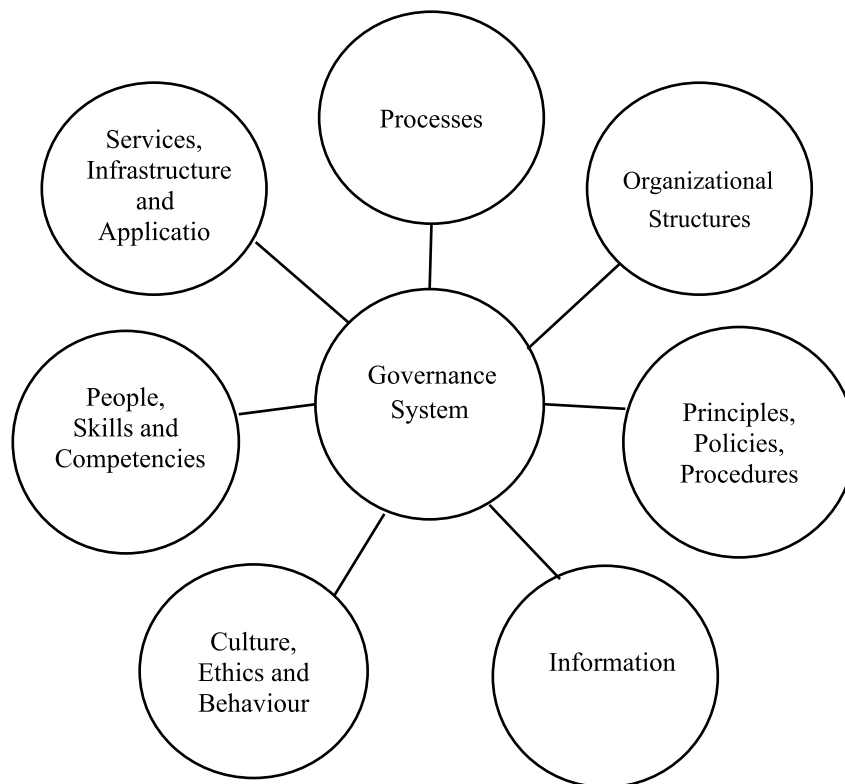 Processes
Services,
Infrastructure
and
Applicatio
Organizational
Structures
Governance
System
People,
Skills and
Competencies
Principles,
Policies,
Procedures
Culture,
Ethics and
Behaviour
Information